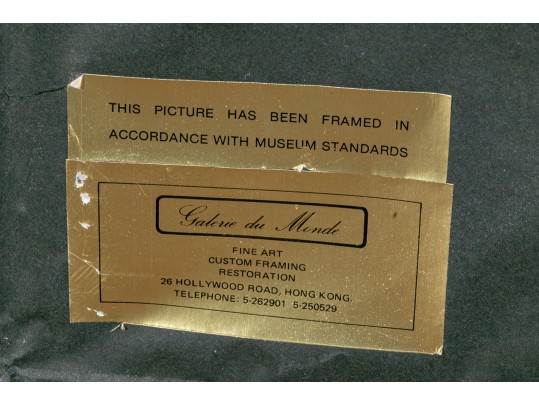 THIS PICTURE HAS BEEN FRAMED IN
ACCORDANCE WITH MUSEUM STANDARDS
Galerie du Monde
FINE ART
CUSTOM FRAMING
RESTORATION
26 HOLLYWOOD ROAD, HONG KONG.
TELEPHONE: 5-262901 5-250529